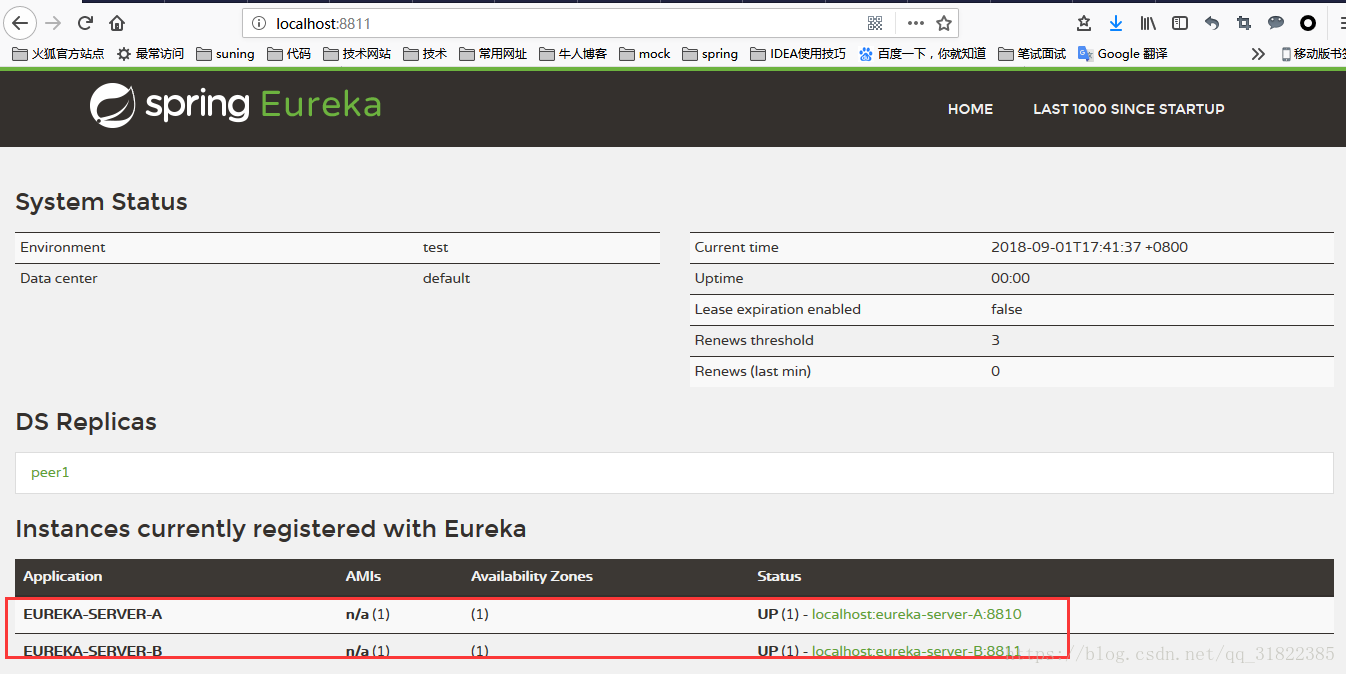 localhost:8811
火狐官方站点 最常访问 suning 代码 技术网站 技术 常用网址 牛人博客 mock spring IDEA使用技巧 百度一下，你就知道 笔试面试 Google 翻译 移动版书签
spring Eureka HOME LAST 1000 SINCE STARTUP
System Status
Environment test
Data center default
Current time 2018-09-01T17:41:37 +0800
Uptime 00:00
Lease expiration enabled false
Renews threshold 3
Renews (last min) 0
DS Replicas
peer1
Instances currently registered with Eureka
Application AMIs Availability Zones Status
EUREKA-SERVER-A n/a (1) (1) UP (1) - localhost:eureka-server-A:8810
EUREKA-SERVER-B n/a (1) (1) UP (1) - localhost:eureka-server-B:8811
https://blog.csdn.net/qq_31822385